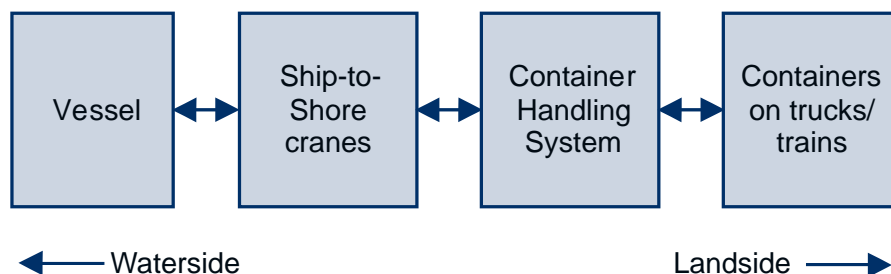 Vessel
Ship-to-
Shore
cranes
Container
Handling
System
Containers
on trucks/
trains
Waterside
Landside